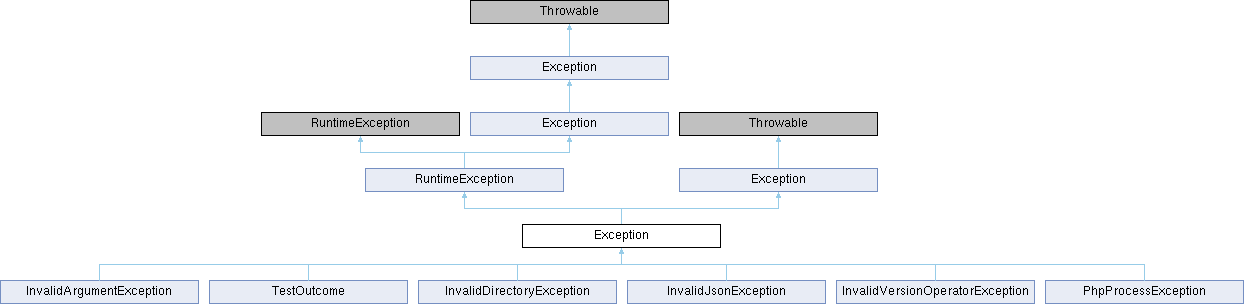 Throwable
Exception
RuntimeException
Exception
Throwable
RuntimeException
Exception
Exception
InvalidArgumentException
TestOutcome
InvalidDirectoryException
InvalidJsonException
InvalidVersionOperatorException
PhpProcessException